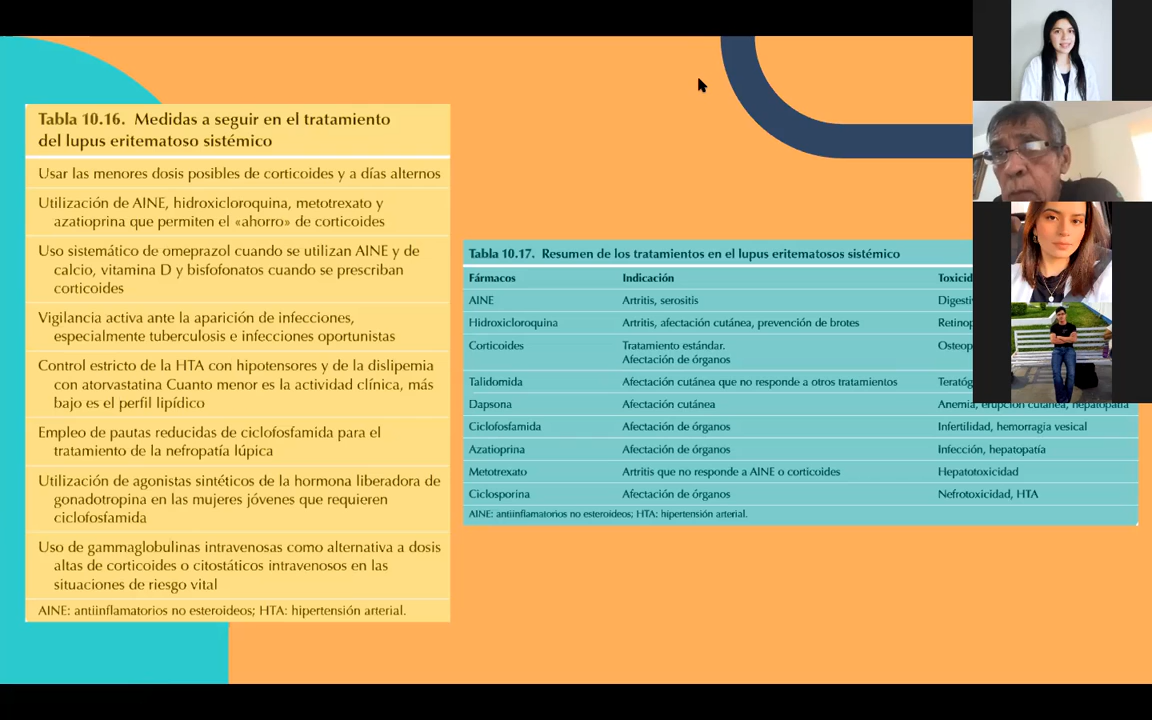 Tabla 10.16. Medidas a seguir en el tratamiento
del lupus eritematoso sistémico
Usar las menores dosis posibles de corticoides y a días alternos
Utilización de AINE, hidroxicloroquina, metotrexato y
azatioprina que permiten el «ahorro» de corticoides
Uso sistemático de omeprazol cuando se utilizan AINE y de
calcio, vitamina D y bisfofonatos cuando se prescriban
corticoides
Vigilancia activa ante la aparición de infecciones,
especialmente tuberculosis e infecciones oportunistas
Control estricto de la HTA con hipotensores y de la dislipemia
con atorvastatina Cuanto menor es la actividad clínica, más
bajo es el perfil lipídico
Empleo de pautas reducidas de ciclofosfamida para el
tratamiento de la nefropatía lúpica
Utilización de agonistas sintéticos de la hormona liberadora de
gonadotropina en las mujeres jóvenes que requieren
ciclofosfamida
Uso de gammaglobulinas intravenosas como alternativa a dosis
altas de corticoides o citostáticos intravenosos en las
situaciones de riesgo vital
AINE: antiinflamatorios no esteroideos; HTA: hipertensión arterial.
Tabla 10.17. Resumen de los tratamientos en el lupus eritematosos sistémico
Fármacos Indicación
AINE Artritis, serositis
Hidroxicloroquina Artritis, afectación cutánea, prevención de brotes
Corticoides Tratamiento estándar.
Afectación de órganos
Talidomida Afectación cutánea que no responde a otros tratamientos
Dapsona Afectación cutánea Anemia, erupción cutánea, hepatopatía
Ciclofosfamida Afectación de órganos Infertilidad, hemorragia vesical
Azatioprina Afectación de órganos Infección, hepatopatía
Metotrexato Artritis que no responde a AINE o corticoides Hepatotoxicidad
Ciclosporina Afectación de órganos Nefrotoxicidad, HTA
AINE: antiinflamatorios no esteroideos; HTA: hipertensión arterial.